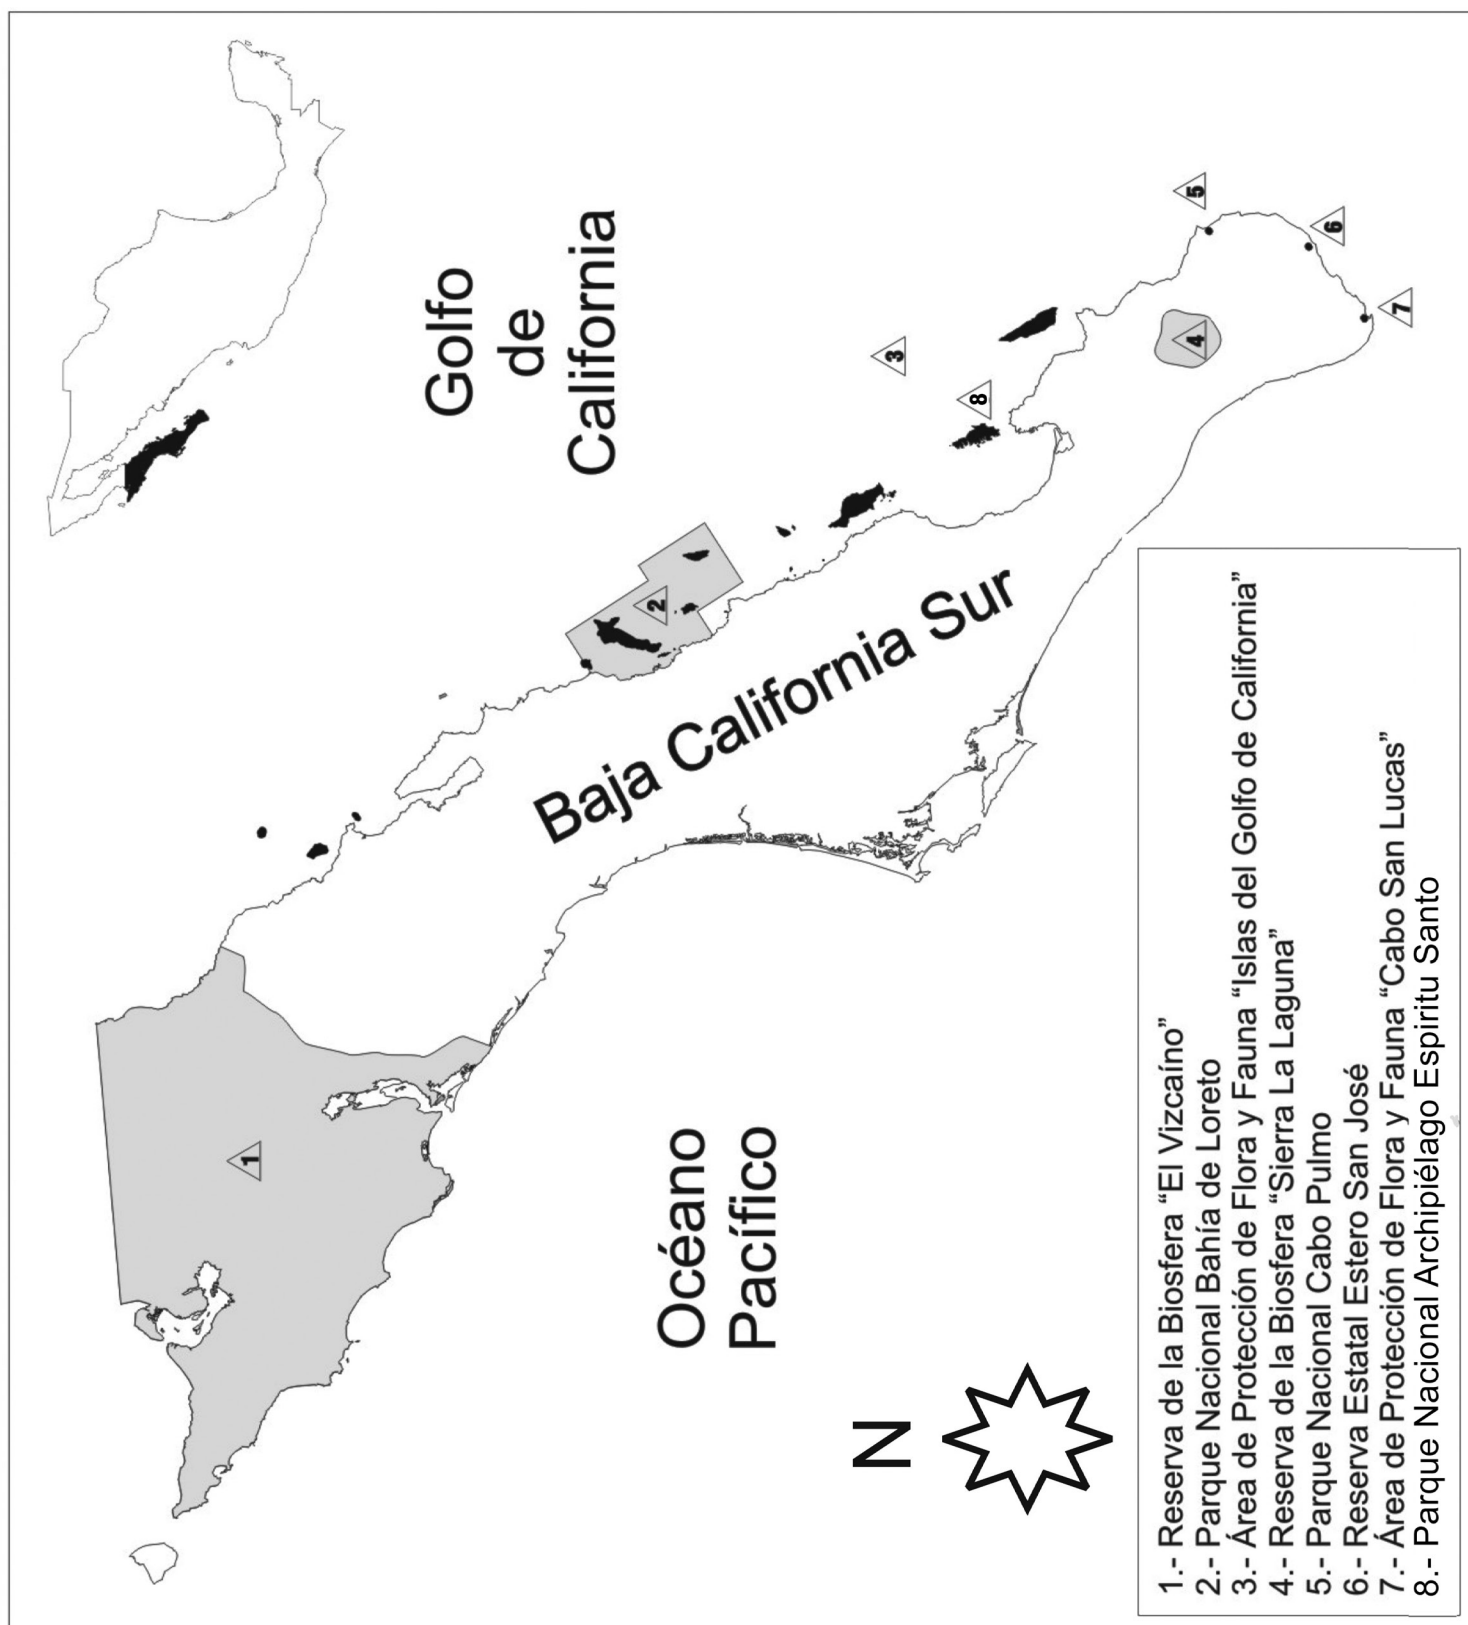 Golfo
de
California
Baja California Sur
Océano
Pacífico
N
1
2
3
4
5
6
7
8
1.- Reserva de la Biosfera “El Vizcaíno”
2.- Parque Nacional Bahía de Loreto
3.- Área de Protección de Flora y Fauna “Islas del Golfo de California”
4.- Reserva de la Biosfera “Sierra La Laguna”
5.- Parque Nacional Cabo Pulmo
6.- Reserva Estatal Estero San José
7.- Área de Protección de Flora y Fauna “Cabo San Lucas”
8.- Parque Nacional Archipiélago Espiritu Santo